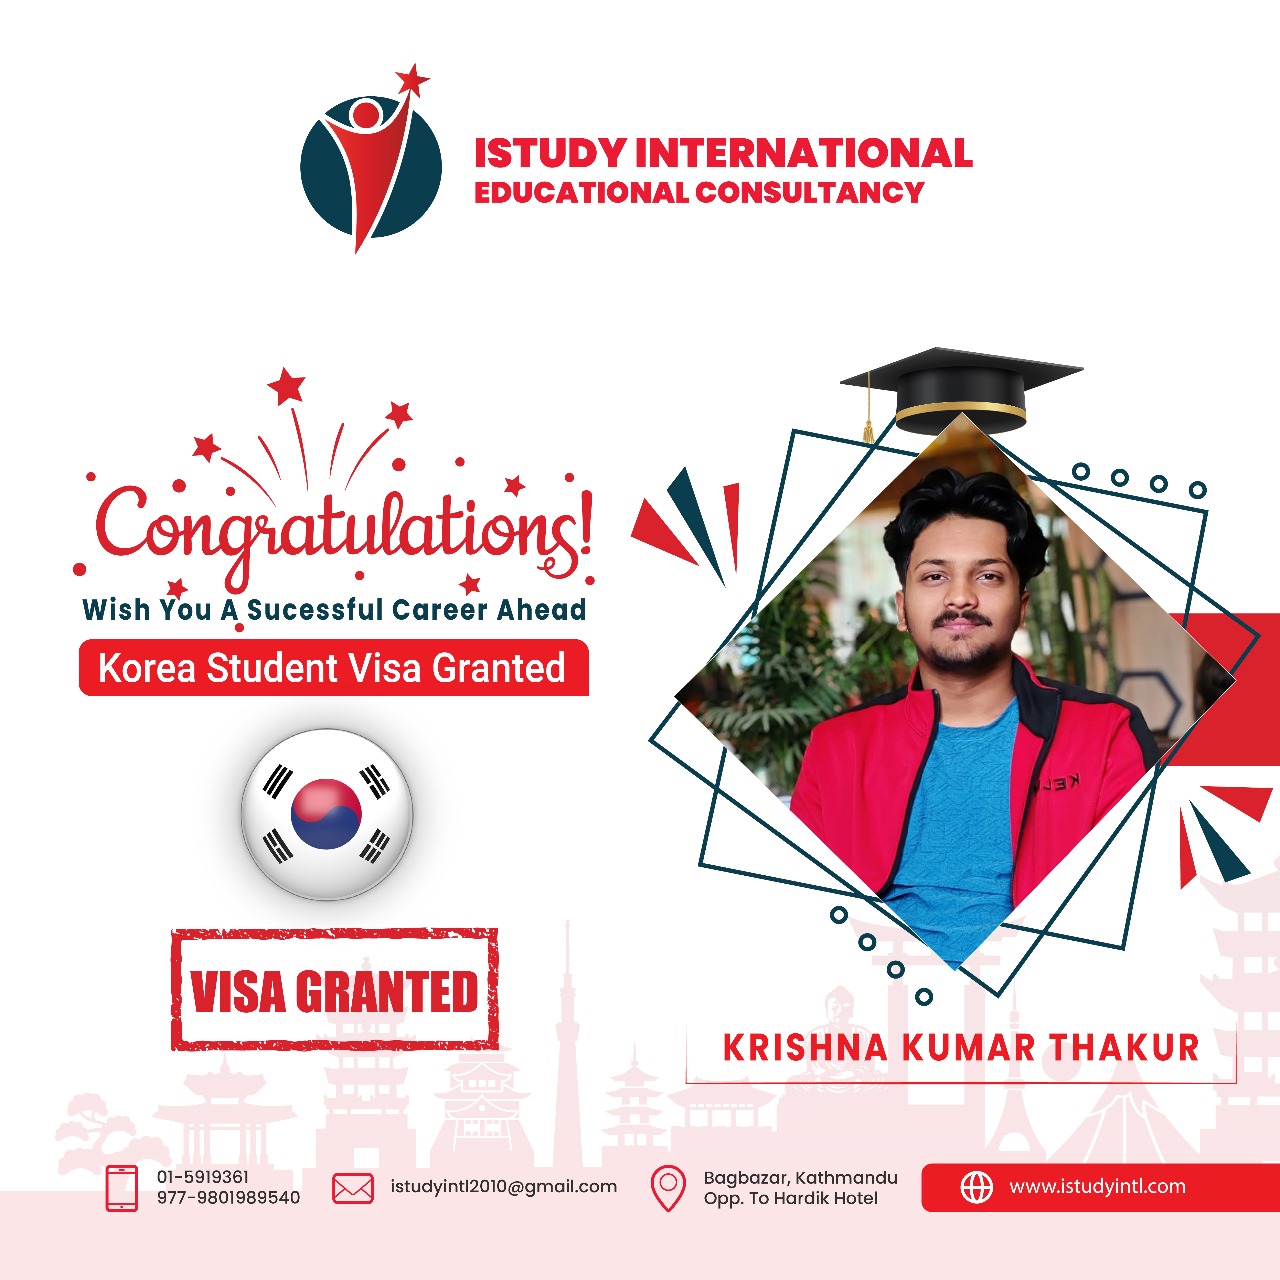 ISTUDY INTERNATIONAL
EDUCATIONAL CONSULTANCY
Congratulations!
Wish You A Sucessful Career Ahead
Korea Student Visa Granted
VISA GRANTED
KRISHNA KUMAR THAKUR
01-5919361
977-9801989540
istudyintl2010@gmail.com
Bagbazar, Kathmandu
Opp. To Hardik Hotel
www.istudyintl.com